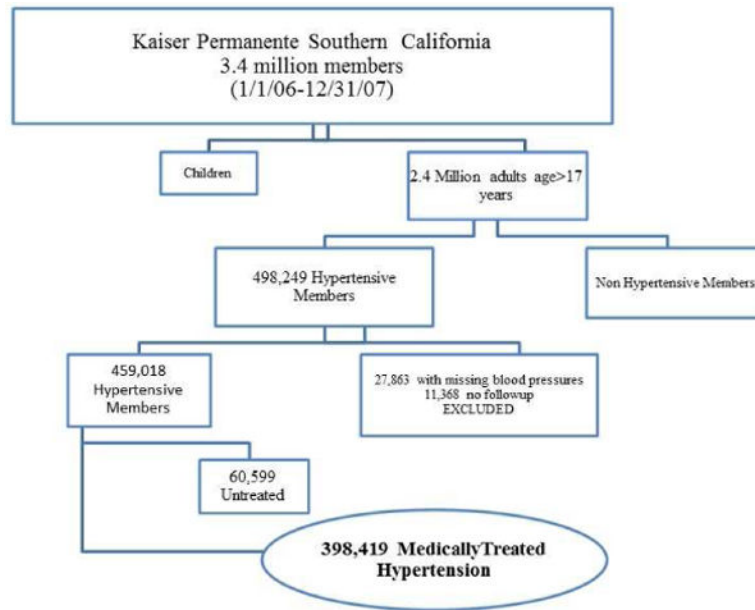 Kaiser Permanente Southern California
3.4 million members
(1/1/06-12/31/07)
Children
2.4 Million adults age>17
years
498,249 Hypertensive
Members
Non Hypertensive Members
459,018
Hypertensive
Members
27,863 with missing blood pressures
11,368 no followup
EXCLUDED
60,599
Untreated
398,419 MedicallyTreated
Hypertension